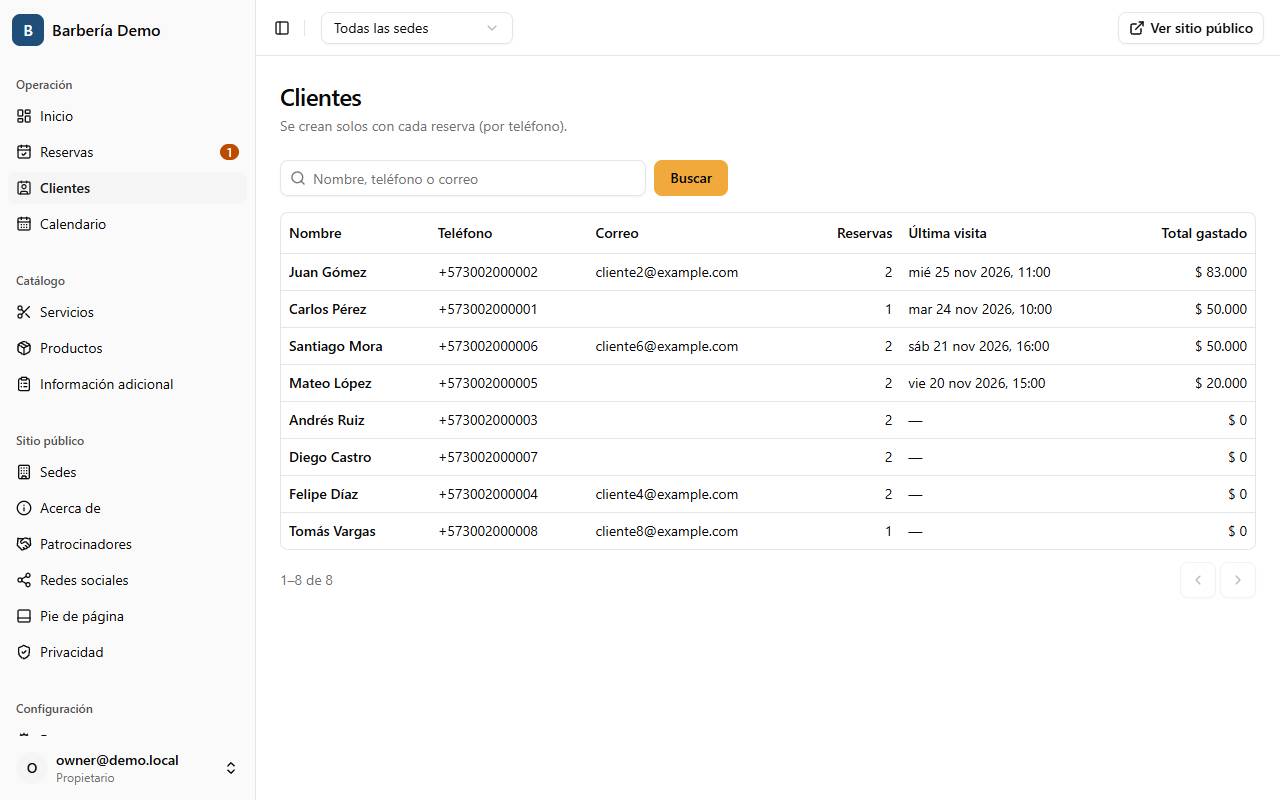 B Barbería Demo
Todas las sedes
Ver sitio público
Operación
Inicio
Reservas 1
Clientes
Calendario
Catálogo
Servicios
Productos
Información adicional
Sitio público
Sedes
Acerca de
Patrocinadores
Redes sociales
Pie de página
Privacidad
Configuración
O owner@demo.local
Propietario
Clientes
Se crean solos con cada reserva (por teléfono).
Nombre, teléfono o correo Buscar
Nombre Teléfono Correo Reservas Última visita Total gastado
Juan Gómez +573002000002 cliente2@example.com 2 mié 25 nov 2026, 11:00 $ 83.000
Carlos Pérez +573002000001 1 mar 24 nov 2026, 10:00 $ 50.000
Santiago Mora +573002000006 cliente6@example.com 2 sáb 21 nov 2026, 16:00 $ 50.000
Mateo López +573002000005 2 vie 20 nov 2026, 15:00 $ 20.000
Andrés Ruiz +573002000003 2 — $ 0
Diego Castro +573002000007 2 — $ 0
Felipe Díaz +573002000004 cliente4@example.com 2 — $ 0
Tomás Vargas +573002000008 cliente8@example.com 1 — $ 0
1–8 de 8